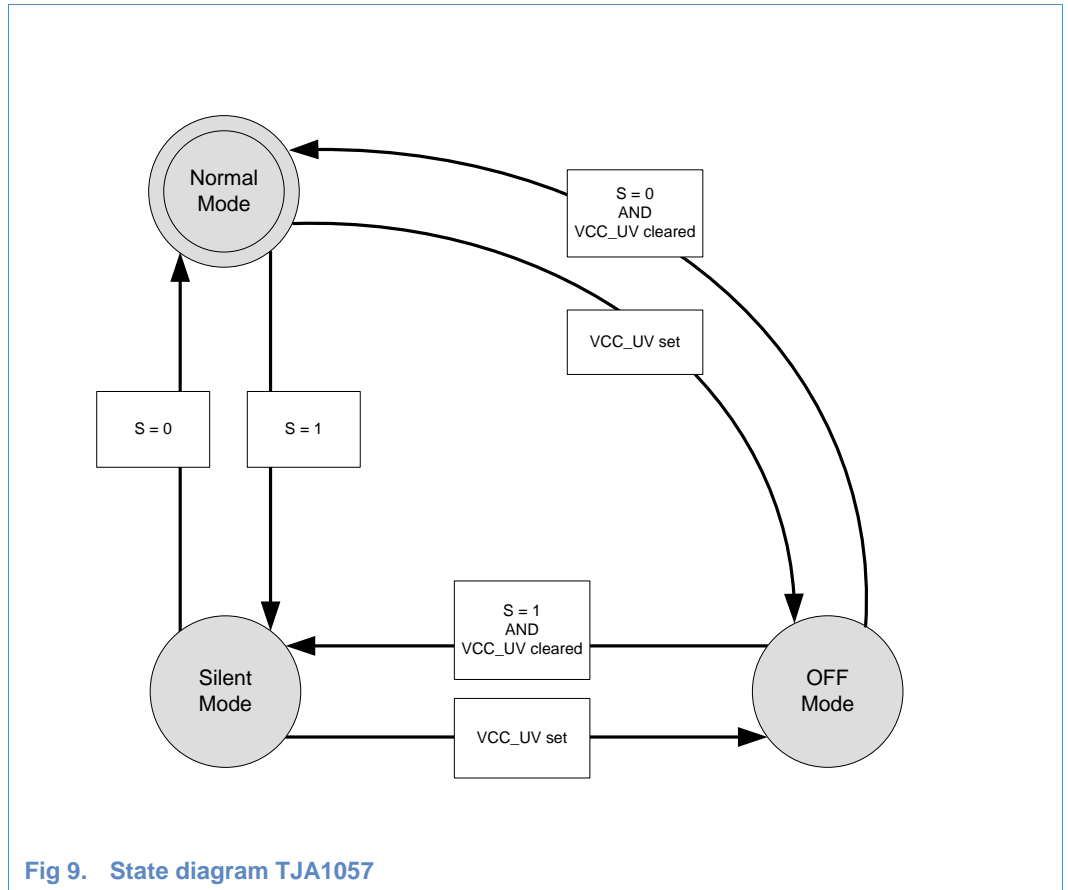 Normal
Mode
S = 0
AND
VCC_UV cleared
VCC_UV set
S = 0
S = 1
S = 1
AND
VCC_UV cleared
Silent
Mode
OFF
Mode
VCC_UV set
Fig 9. State diagram TJA1057